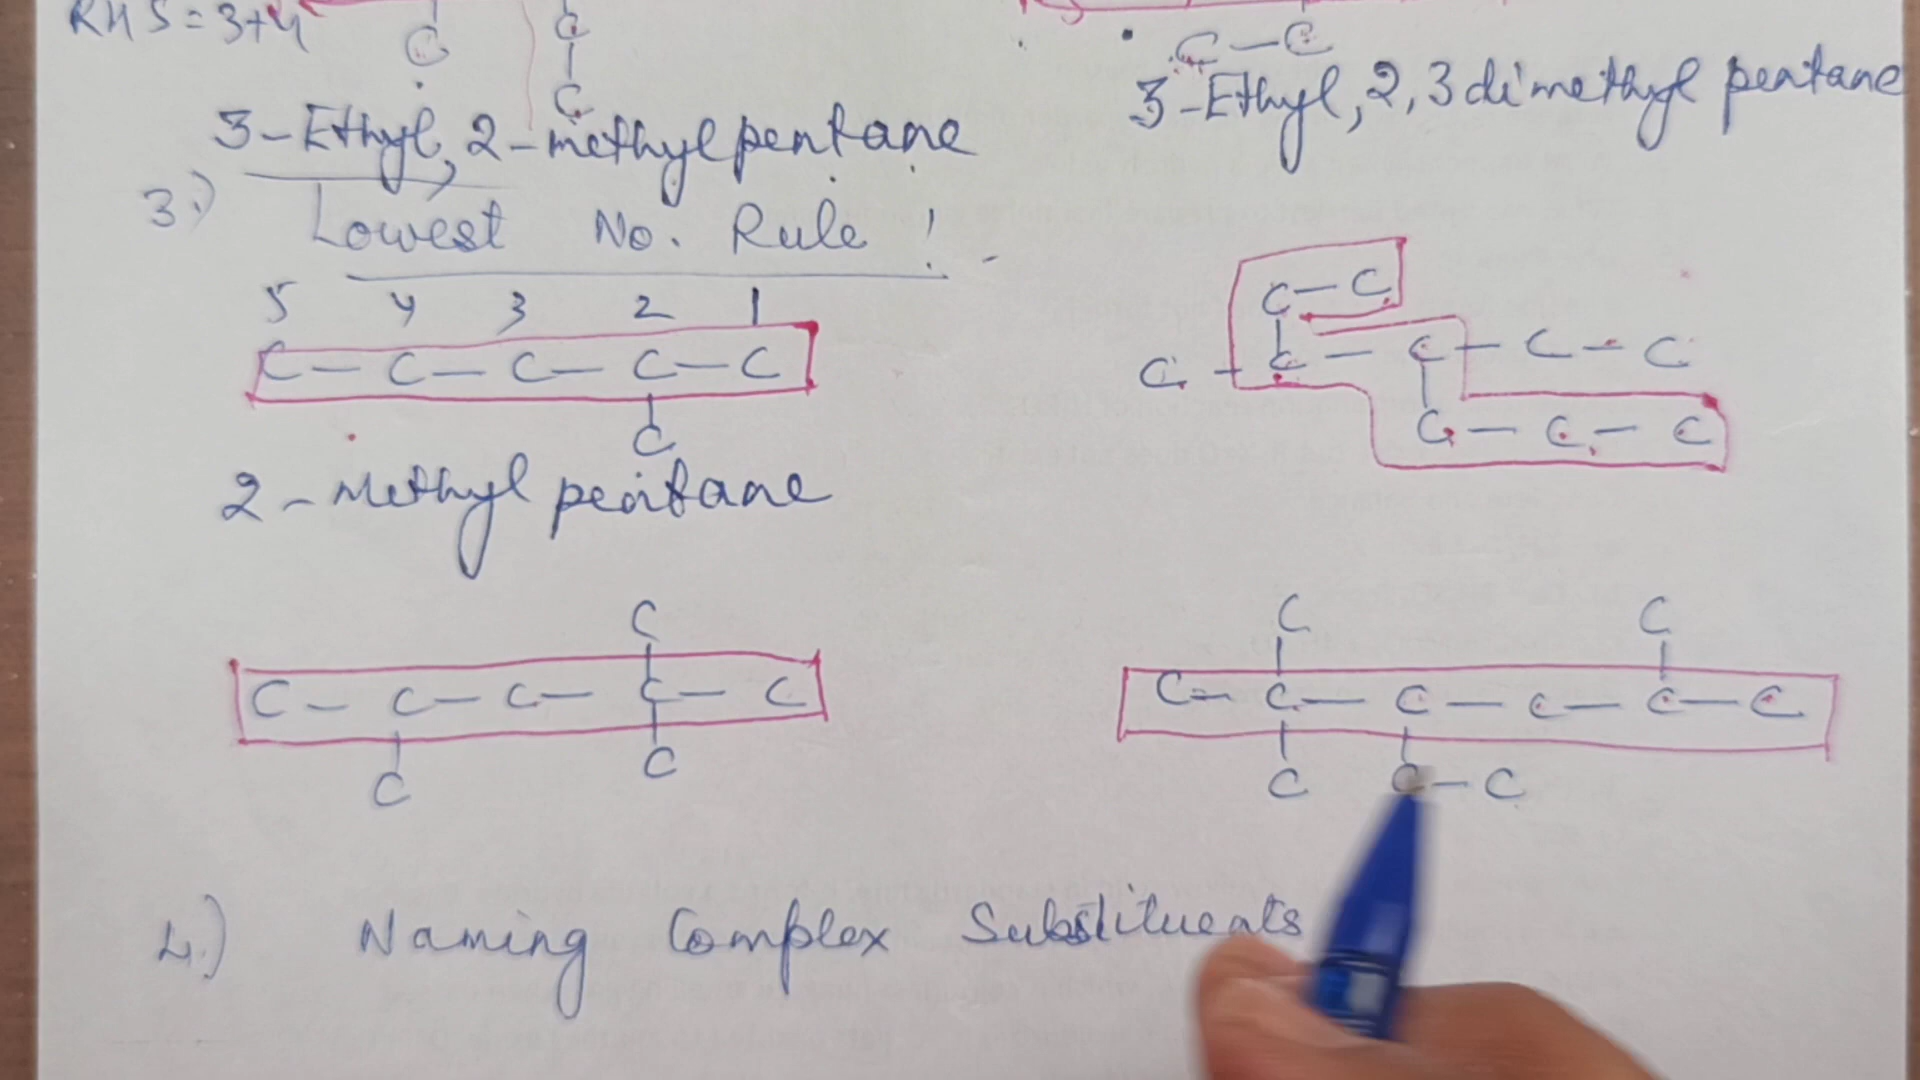 RHS = 3+4
C C
C
C - C
3-Ethyl, 2,3 dimethyl pentane
3-Ethyl, 2-methyl pentane
3.) Lowest No. Rule !
5 4 3 2 1
C - C - C - C - C
C
2-Methyl pentane
C - C
C - C - C - C - C
C - C - C
C
C - C - C - C - C
C C
C C
C - C - C - C - C - C
C C - C
4.) Naming Complex Substituents